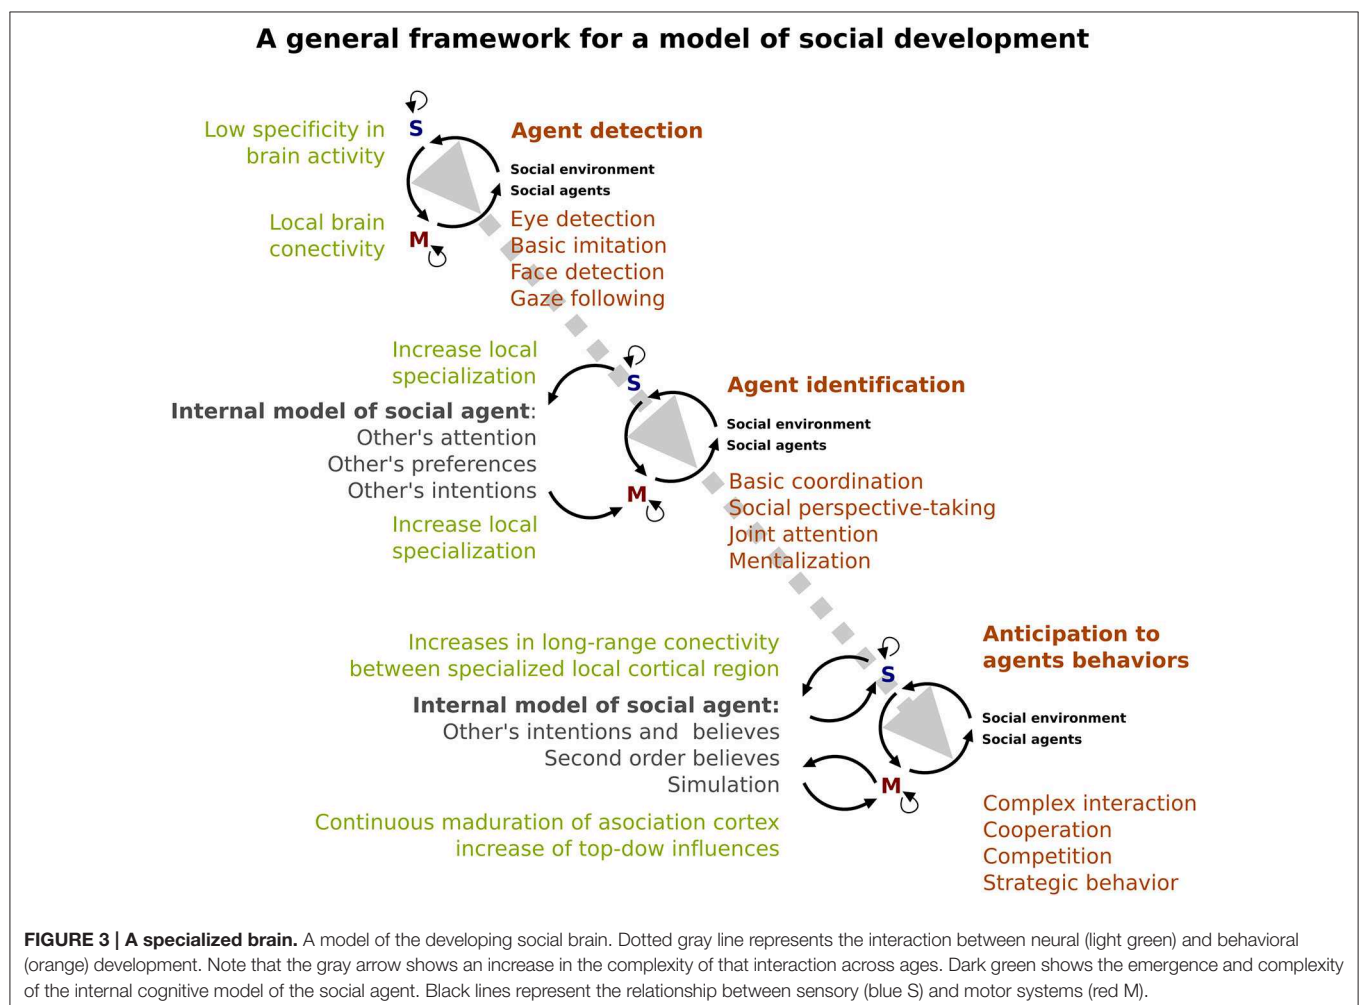 A general framework for a model of social development
Low specificity in
brain activity
S
Agent detection
Social environment
Social agents
Local brain
conectivity
M
Eye detection
Basic imitation
Face detection
Gaze following
Increase local
specialization
S
Agent identification
Internal model of social agent:
Other's attention
Other's preferences
Other's intentions
Social environment
Social agents
M
Increase local
specialization
Basic coordination
Social perspective-taking
Joint attention
Mentalization
Increases in long-range conectivity
between specialized local cortical region
S
Anticipation to
agents behaviors
Internal model of social agent:
Other's intentions and believes
Second order believes
Simulation
Social environment
Social agents
M
Continuous maduration of asociation cortex
increase of top-dow influences
Complex interaction
Cooperation
Competition
Strategic behavior
FIGURE 3 | A specialized brain. A model of the developing social brain. Dotted gray line represents the interaction between neural (light green) and behavioral
(orange) development. Note that the gray arrow shows an increase in the complexity of that interaction across ages. Dark green shows the emergence and complexity
of the internal cognitive model of the social agent. Black lines represent the relationship between sensory (blue S) and motor systems (red M).